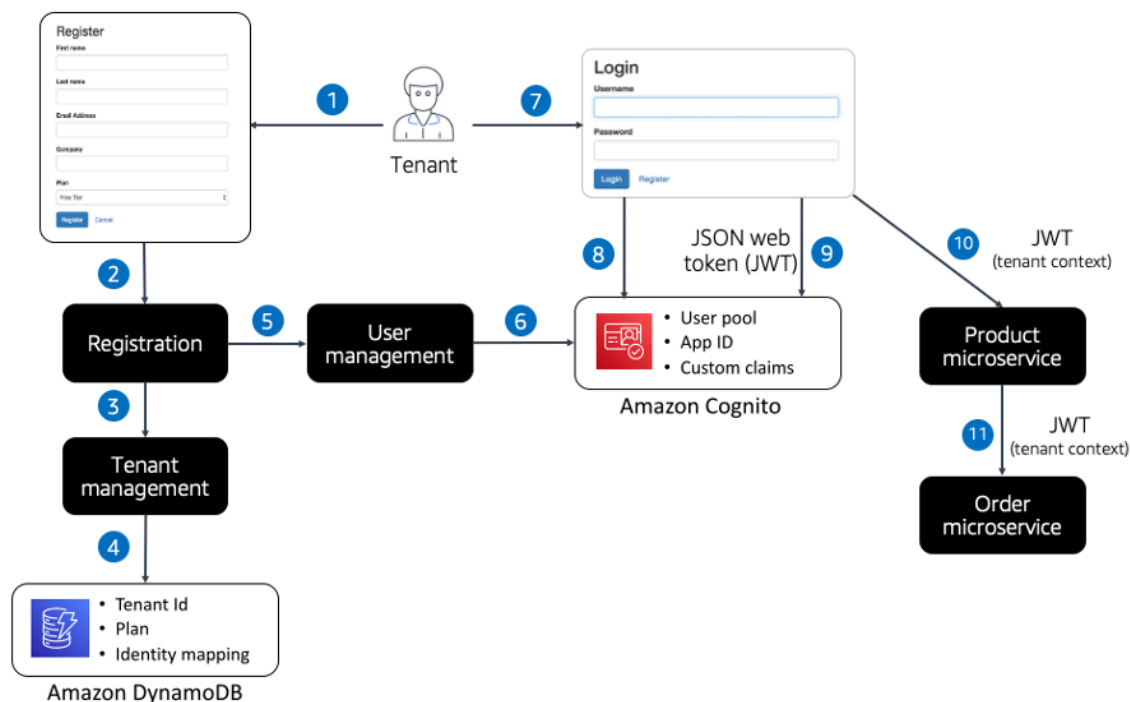 Register
First name
Last name
Email Address
Company
Plan
Free Tier
Register Cancel
1
Tenant
7
Login
Username
Password
Login Register
2
8
JSON web
token (JWT)
9
10
JWT
(tenant context)
Registration
5
User
management
6
• User pool
• App ID
• Custom claims
Amazon Cognito
Product
microservice
3
11
JWT
(tenant context)
Tenant
management
Order
microservice
4
• Tenant Id
• Plan
• Identity mapping
Amazon DynamoDB